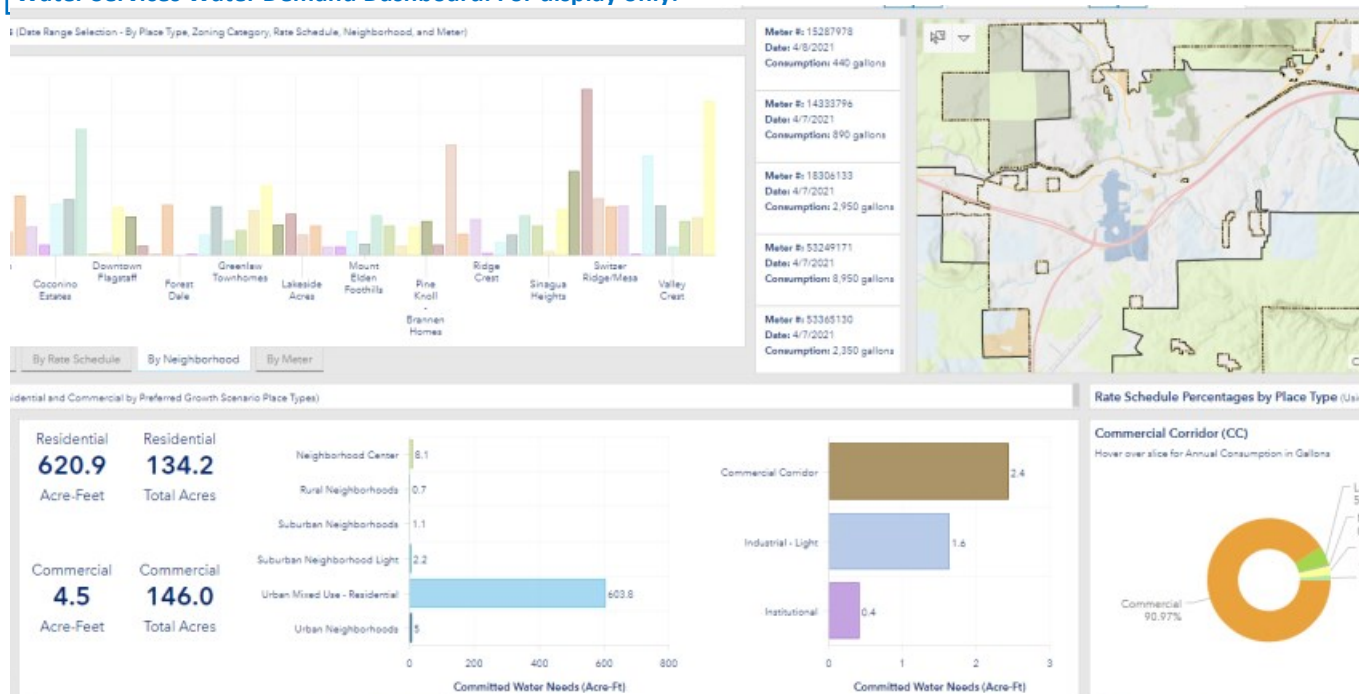 Water Services Water Demand Dashboard. For display only.
(Date Range Selection - By Place Type, Zoning Category, Rate Schedule, Neighborhood, and Meter)
Coconino
Estates
Downtown
Flagstaff
Forest
Dale
Greenlaw
Townhomes
Lakeside
Acres
Mount
Elden
Foothills
Pine
Knoll
-
Brannen
Homes
Ridge
Crest
Sinagua
Heights
Switzer
Ridge/Mesa
Valley
Crest
By Rate Schedule
By Neighborhood
By Meter
Meter #: 15287978
Date: 4/8/2021
Consumption: 440 gallons
Meter #: 14333796
Date: 4/7/2021
Consumption: 890 gallons
Meter #: 18306133
Date: 4/7/2021
Consumption: 2,950 gallons
Meter #: 53249171
Date: 4/7/2021
Consumption: 8,950 gallons
Meter #: 53365130
Date: 4/7/2021
Consumption: 2,350 gallons
idential and Commercial by Preferred Growth Scenario Place Types)
Residential
620.9
Acre-Feet
Residential
134.2
Total Acres
Commercial
4.5
Acre-Feet
Commercial
146.0
Total Acres
Neighborhood Center 8.1
Rural Neighborhoods 0.7
Suburban Neighborhoods 1.1
Suburban Neighborhood Light 2.2
Urban Mixed Use - Residential 603.8
Urban Neighborhoods 5
0 200 400 600 800
Committed Water Needs (Acre-Ft)
Commercial Corridor 2.4
Industrial - Light 1.6
Institutional 0.4
0 1 2 3
Committed Water Needs (Acre-Ft)
Rate Schedule Percentages by Place Type
Commercial Corridor (CC)
Hover over slice for Annual Consumption in Gallons
Commercial
90.97%